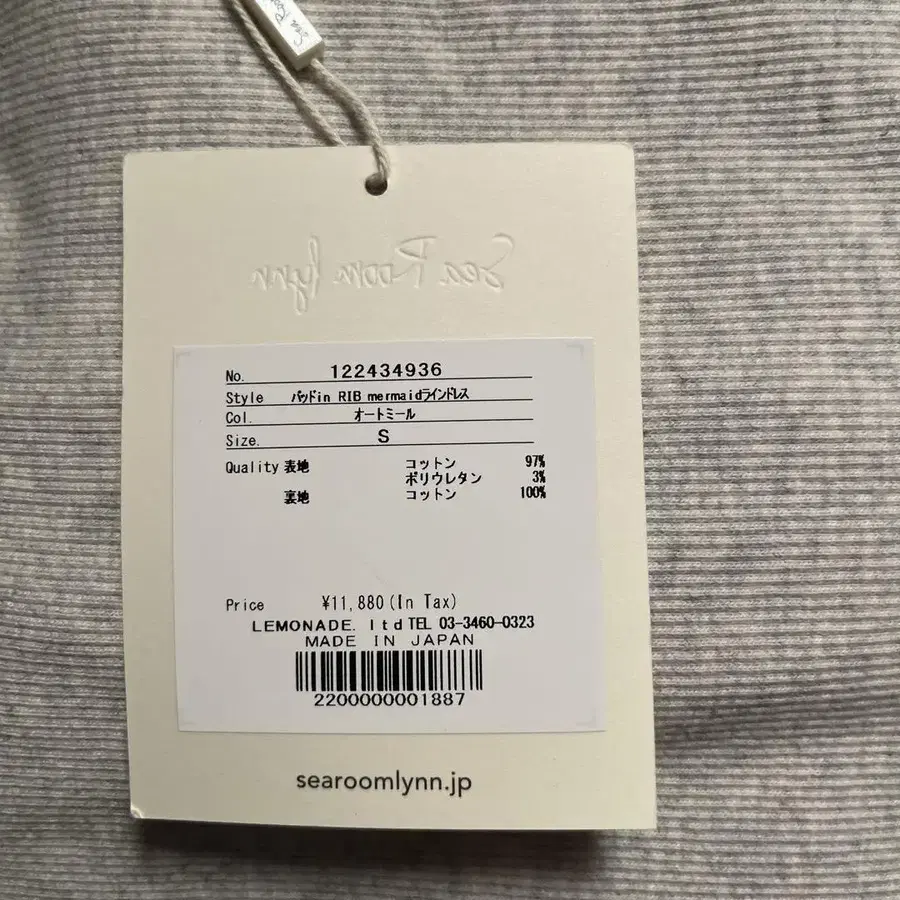 Sea Room lynn
No. 122434936
Style パッドin RIB mermaidラインドレス
Col. オートミール
Size. S
Quality 表地 コットン 97%
ポリウレタン 3%
裏地 コットン 100%
Price ¥11,880(In Tax)
LEMONADE. ltd TEL 03-3460-0323
MADE IN JAPAN
2200000001887
searoomlynn.jp